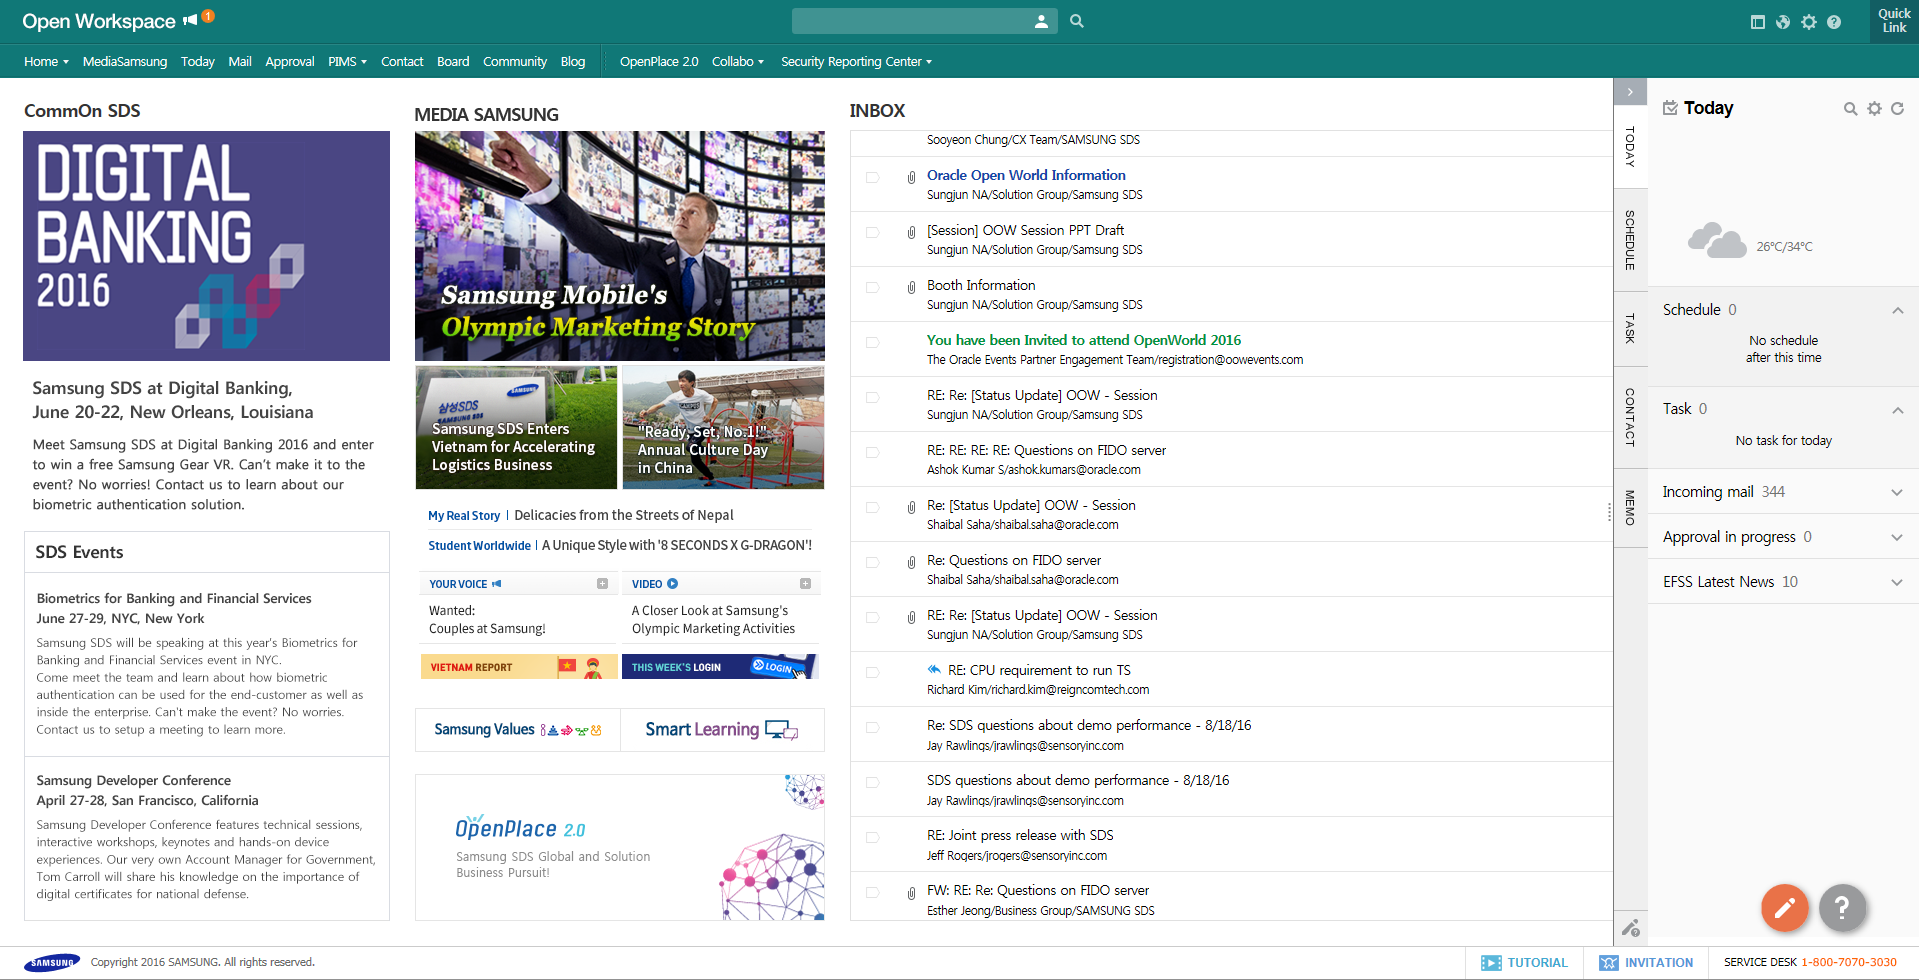 Open Workspace
1
Quick
Link
Home
MediaSamsung
Today
Mail
Approval
PIMS
Contact
Board
Community
Blog
OpenPlace 2.0
Collabo
Security Reporting Center
CommOn SDS
DIGITAL
BANKING
2016
Samsung SDS at Digital Banking,
June 20-22, New Orleans, Louisiana
Meet Samsung SDS at Digital Banking 2016 and enter
to win a free Samsung Gear VR. Can't make it to the
event? No worries! Contact us to learn about our
biometric authentication solution.
SDS Events
Biometrics for Banking and Financial Services
June 27-29, NYC, New York
Samsung SDS will be speaking at this year's Biometrics for
Banking and Financial Services event in NYC.
Come meet the team and learn about how biometric
authentication can be used for the end-customer as well as
inside the enterprise. Can't make the event? No worries.
Contact us to setup a meeting to learn more.
Samsung Developer Conference
April 27-28, San Francisco, California
Samsung Developer Conference features technical sessions,
interactive workshops, keynotes and hands-on device
experiences. Our very own Account Manager for Government,
Tom Carroll will share his knowledge on the importance of
digital certificates for national defense.
MEDIA SAMSUNG
Samsung Mobile's
Olympic Marketing Story
SAMSUNG
삼성SDS
SAMSUNG SDS
Samsung SDS Enters
Vietnam for Accelerating
Logistics Business
"Ready, Set, No.1!"
Annual Culture Day
in China
My Real Story | Delicacies from the Streets of Nepal
Student Worldwide | A Unique Style with '8 SECONDS X G-DRAGON'!
YOUR VOICE
Wanted:
Couples at Samsung!
VIDEO
A Closer Look at Samsung's
Olympic Marketing Activities
VIETNAM REPORT
THIS WEEK'S LOGIN
LOGIN
Samsung Values
Smart Learning
OpenPlace 2.0
Samsung SDS Global and Solution
Business Pursuit!
INBOX
Sooyeon Chung/CX Team/SAMSUNG SDS
Oracle Open World Information
Sungjun NA/Solution Group/Samsung SDS
[Session] OOW Session PPT Draft
Sungjun NA/Solution Group/Samsung SDS
Booth Information
Sungjun NA/Solution Group/Samsung SDS
You have been Invited to attend OpenWorld 2016
The Oracle Events Partner Engagement Team/registration@oowevents.com
RE: Re: [Status Update] OOW - Session
Sungjun NA/Solution Group/Samsung SDS
RE: RE: RE: RE: Questions on FIDO server
Ashok Kumar S/ashok.kumars@oracle.com
Re: [Status Update] OOW - Session
Shaibal Saha/shaibal.saha@oracle.com
Re: Questions on FIDO server
Shaibal Saha/shaibal.saha@oracle.com
RE: Re: [Status Update] OOW - Session
Sungjun NA/Solution Group/Samsung SDS
RE: CPU requirement to run TS
Richard Kim/richard.kim@reigncomtech.com
Re: SDS questions about demo performance - 8/18/16
Jay Rawlings/jrawlings@sensoryinc.com
SDS questions about demo performance - 8/18/16
Jay Rawlings/jrawlings@sensoryinc.com
RE: Joint press release with SDS
Jeff Rogers/jrogers@sensoryinc.com
FW: RE: Re: Questions on FIDO server
Esther Jeong/Business Group/SAMSUNG SDS
TODAY
SCHEDULE
TASK
CONTACT
MEMO
Today
26℃/34℃
Schedule 0
No schedule
after this time
Task 0
No task for today
Incoming mail 344
Approval in progress 0
EFSS Latest News 10
?
SAMSUNG
Copyright 2016 SAMSUNG. All rights reserved.
TUTORIAL
INVITATION
SERVICE DESK 1-800-7070-3030